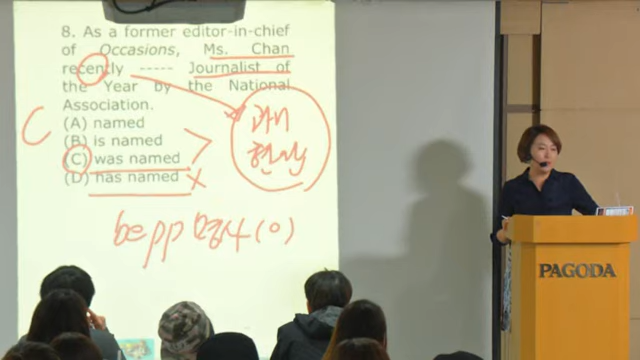 8. As a former editor-in-chief
of Occasions, Ms. Chan
recently ----- Journalist of
the Year by the National
Association.
(A) named
(B) is named
(C) was named
(D) has named
C
과거
현완
X
be pp 명사 (O)
PAGODA